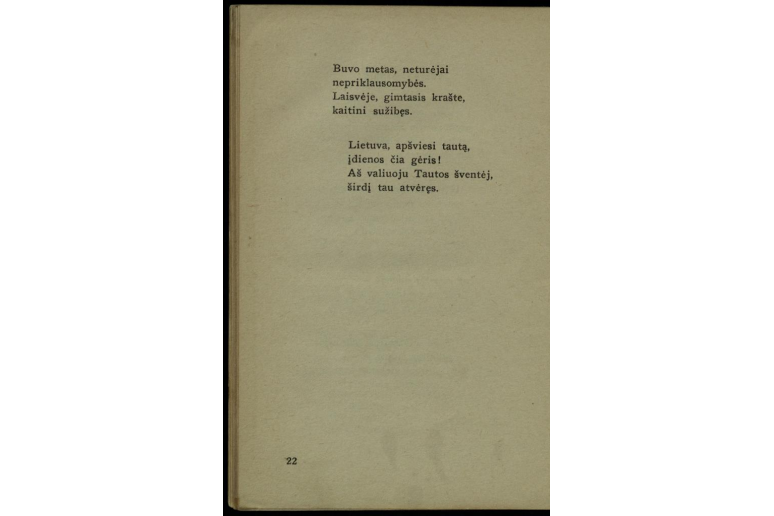 Buvo metas, neturėjai
nepriklausomybės.
Laisvėje, gimtasis krašte,
kaitini sužibęs.
Lietuva, apšviesi tautą,
įdienos čia gėris!
Aš valiuoju Tautos šventėj,
širdį tau atvėręs.
22